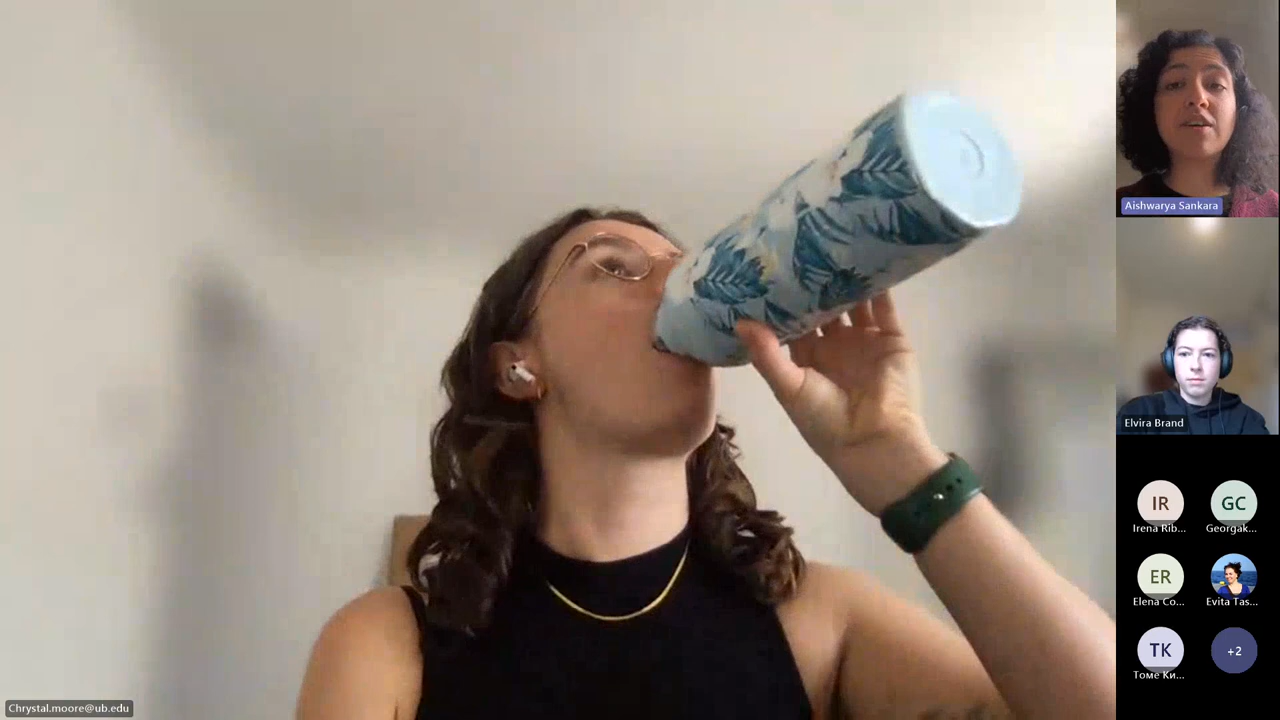 Aishwarya Sankara
Elvira Brand
IR
GC
Irena Rib...
Georgak...
ER
Elena Co...
Evita Tas...
TK
Томе Ки...
+2
Chrystal.moore@ub.edu